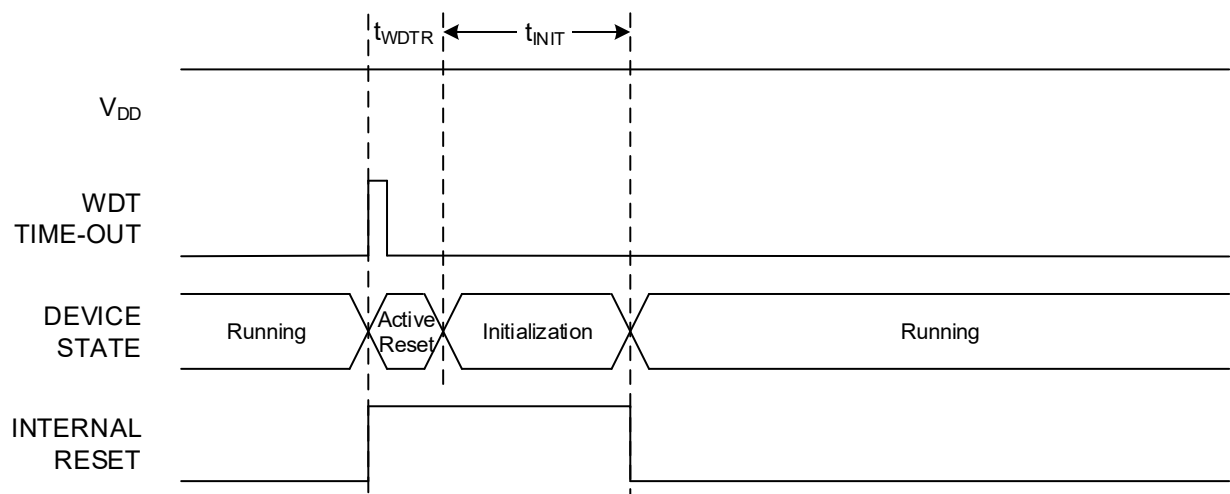 tWDTR
tINIT
VDD
WDT
TIME-OUT
DEVICE
STATE
Running
Active
Reset
Initialization
Running
INTERNAL
RESET